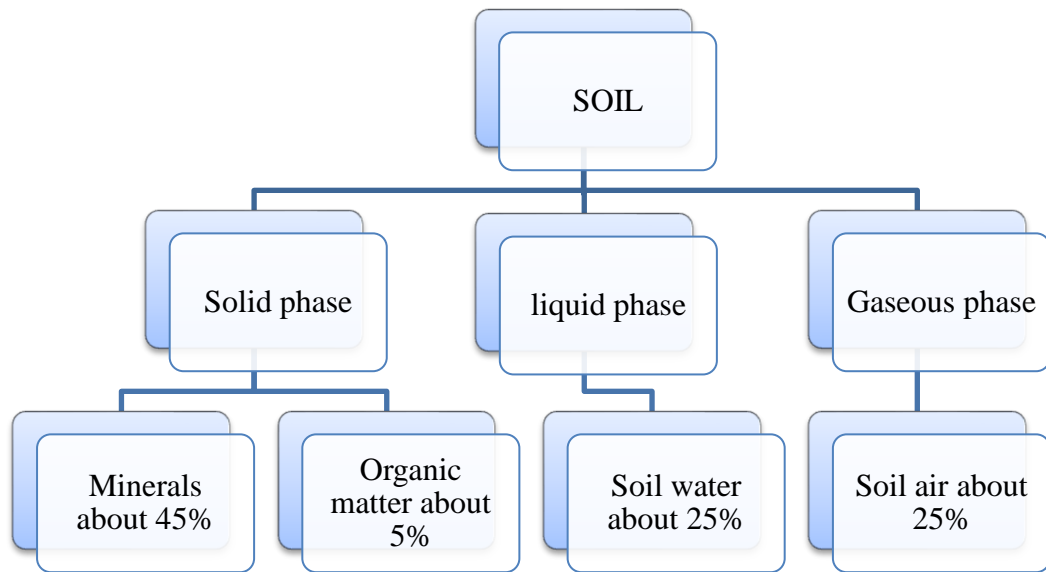 SOIL
Solid phase
liquid phase
Gaseous phase
Minerals
about 45%
Organic
matter about
5%
Soil water
about 25%
Soil air about
25%